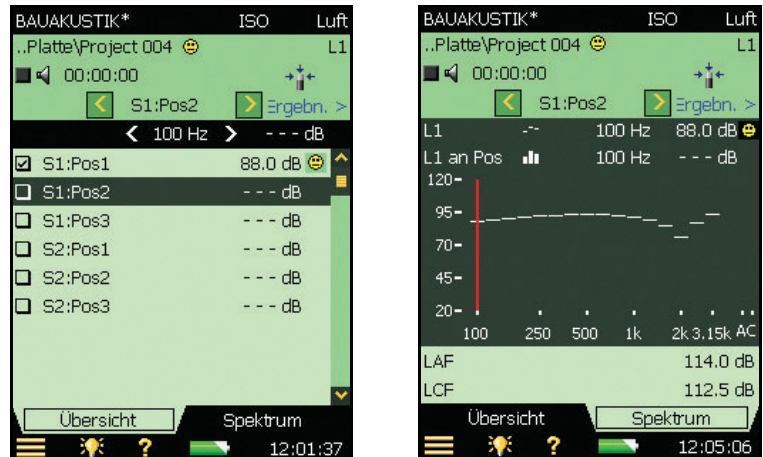 BAUAKUSTIK* ISO Luft
..Platte\Project 004 L1
00:00:00
S1:Pos2 Ergebn. >
< 100 Hz > - - - dB
S1:Pos1 88.0 dB
S1:Pos2 - - - dB
S1:Pos3 - - - dB
S2:Pos1 - - - dB
S2:Pos2 - - - dB
S2:Pos3 - - - dB
Übersicht Spektrum
? 12:01:37
BAUAKUSTIK* ISO Luft
..Platte\Project 004 L1
00:00:00
S1:Pos2 Ergebn. >
L1 100 Hz 88.0 dB
L1 an Pos 100 Hz - - - dB
120-
95-
70-
45-
20-
100 250 500 1k 2k 3.15k AC
LAF 114.0 dB
LCF 112.5 dB
Übersicht Spektrum
? 12:05:06